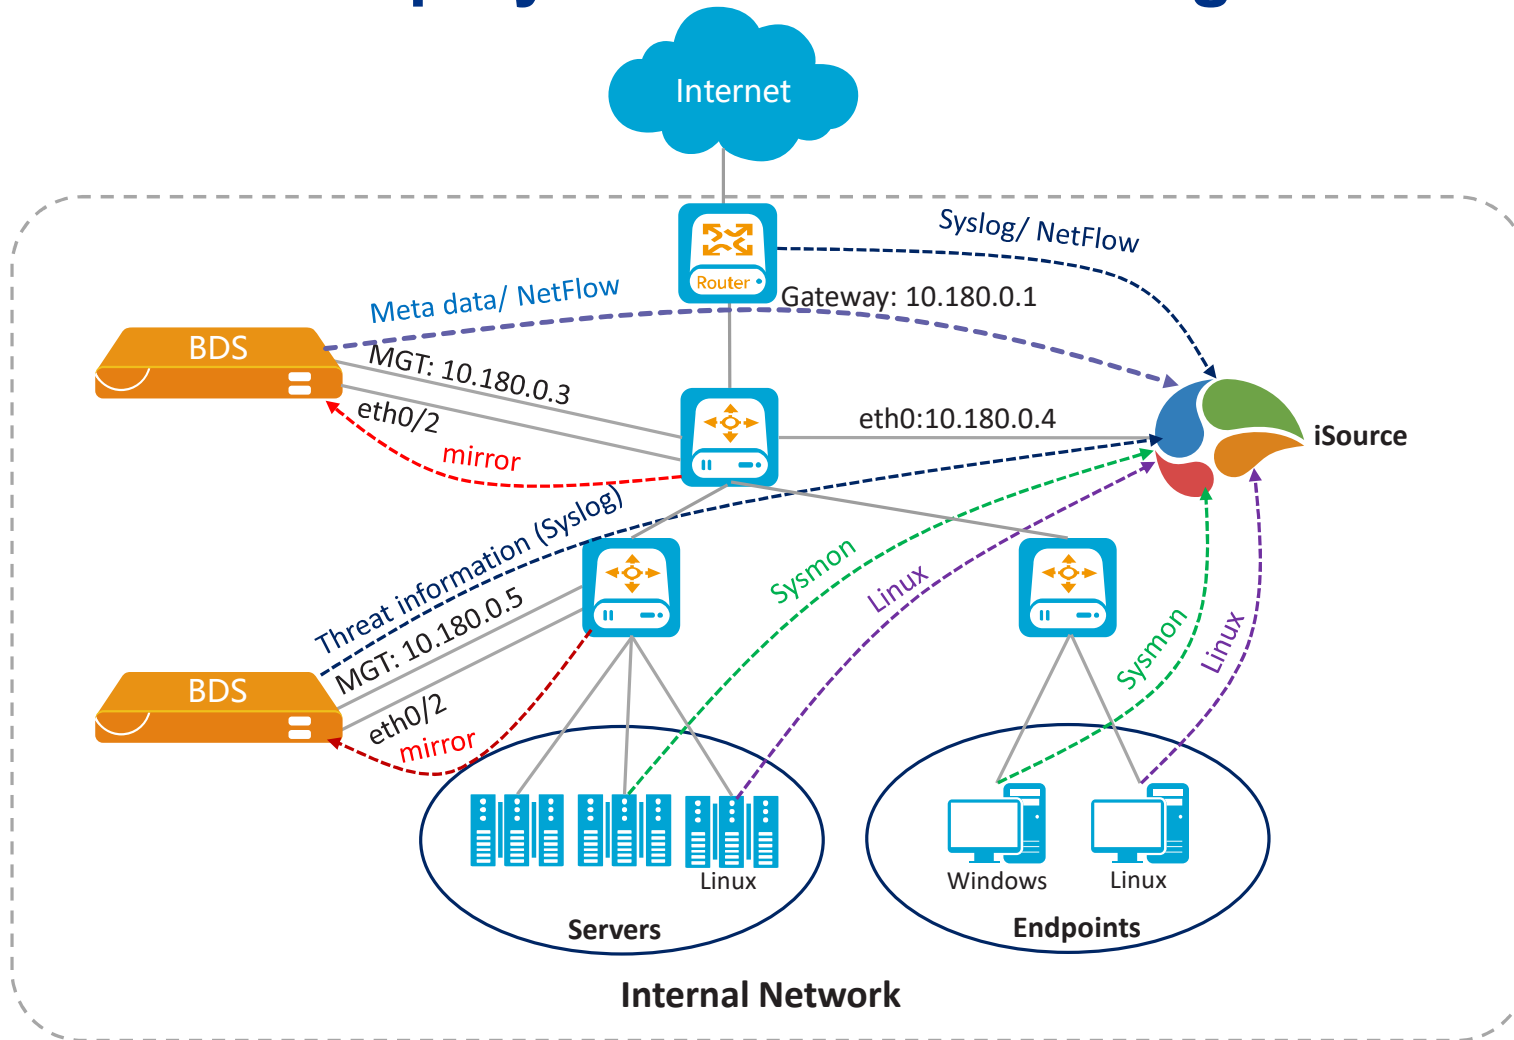 Internet
Syslog/ NetFlow
Router
Meta data/ NetFlow
Gateway: 10.180.0.1
BDS
MGT: 10.180.0.3
eth0/2
eth0:10.180.0.4
iSource
mirror
Threat information (Syslog)
Sysmon
Linux
MGT: 10.180.0.5
BDS
eth0/2
mirror
Sysmon
Linux
Linux
Windows
Linux
Servers
Endpoints
Internal Network